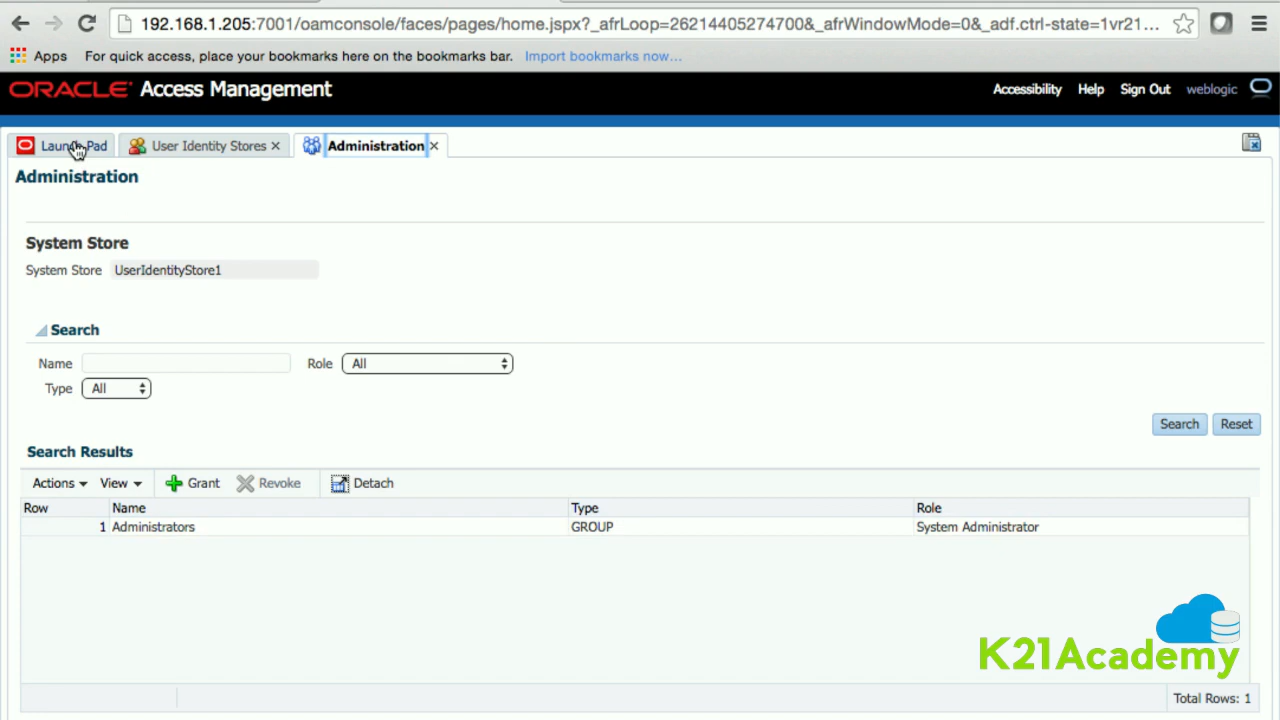 192.168.1.205:7001/oamconsole/faces/pages/home.jspx?_afrLoop=26214405274700&_afrWindowMode=0&_adf.ctrl-state=1vr21...
Apps For quick access, place your bookmarks here on the bookmarks bar. Import bookmarks now...
ORACLE Access Management Accessibility Help Sign Out weblogic
Launch Pad User Identity Stores Administration
Administration
System Store
System Store UserIdentityStore1
Search
Name Role All
Type All
Search Reset
Search Results
Actions View Grant Revoke Detach
Row Name Type Role
1 Administrators GROUP System Administrator
K21Academy
Total Rows: 1